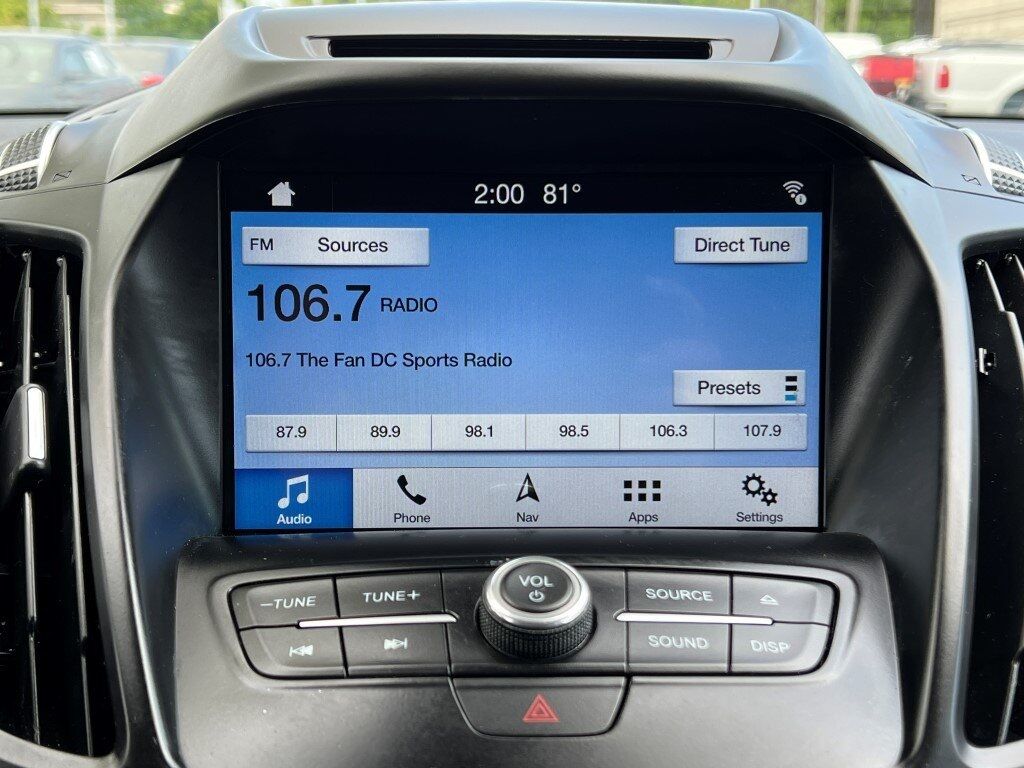 2:00 81°
FM Sources
Direct Tune
106.7 RADIO
106.7 The Fan DC Sports Radio
Presets
87.9 89.9 98.1 98.5 106.3 107.9
Audio Phone Nav Apps Settings
VOL
-TUNE TUNE+ SOURCE
SOUND DISP